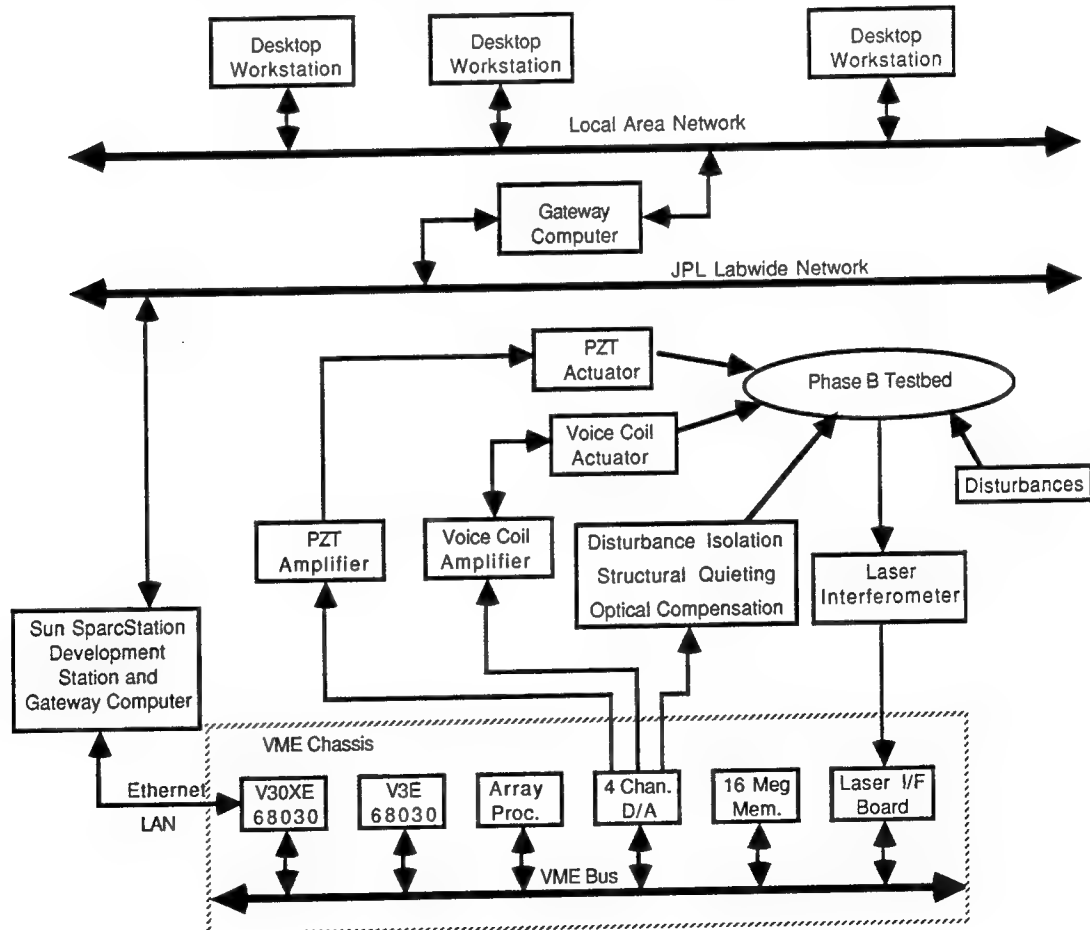 Desktop
Workstation
Desktop
Workstation
Desktop
Workstation
Local Area Network
Gateway
Computer
JPL Labwide Network
PZT
Actuator
Phase B Testbed
Voice Coil
Actuator
Disturbances
PZT
Amplifier
Voice Coil
Amplifier
Disturbance Isolation
Structural Quieting
Optical Compensation
Laser
Interferometer
Sun SparcStation
Development
Station and
Gateway Computer
VME Chassis
Ethernet
LAN
V30XE
68030
V3E
68030
Array
Proc.
4 Chan.
D/A
16 Meg
Mem.
Laser I/F
Board
VME Bus